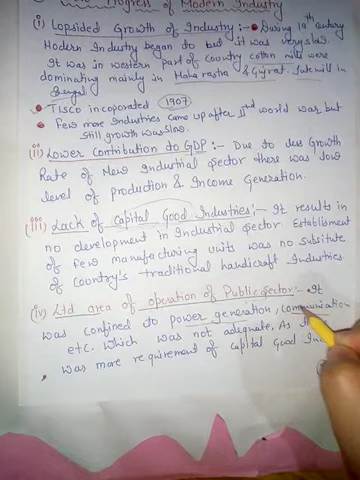 Progress of Modern Industry
(i) Lopsided Growth of Industry :- During 19th Century
Modern Industry began to but it was very slow.
It was in western part of country cotton mills were
dominating mainly in Maharastra & Gujrat. Jute mill in
Bengal.
TISCO incoporated 1907
Few more Industries came up after IInd world war but
still growth was slow.
(ii) Lower Contribution to GDP :- Due to less Growth
Rate of New Industrial Sector there was low
level of production & Income Generation.
(iii) Lack of Capital Good Industries :- It results in
no development in Industrial Sector Establisment
of few manufacturing units was no subsitute
of country's traditional handicraft Industries.
(iv) Ltd area of operation of Public Sector :- It
was confined to power generation, communication
etc. which was not adequate. As
was more requirement of Capital Good